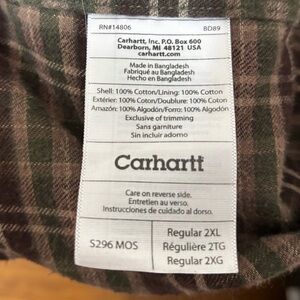 RN#14806 BD89
Carhartt, Inc. P.O. Box 600
Dearborn, MI 48121 USA
carhartt.com
Made in Bangladesh
Fabriqué au Bangladesh
Hecho en Bangladesh
Shell: 100% Cotton/Lining: 100% Cotton
Extérier: 100% Coton/Doublure: 100% Coton
Amazón: 100% Algodón/Forro: 100% Algodón
Exclusive of trimming
Sans garniture
Sin incluir adorno
Carhartt
Care on reverse side.
Entretien au verso.
Instrucciones de cuidado al dorso.
S296 MOS
Regular 2XL
Régulière 2TG
Regular 2XG